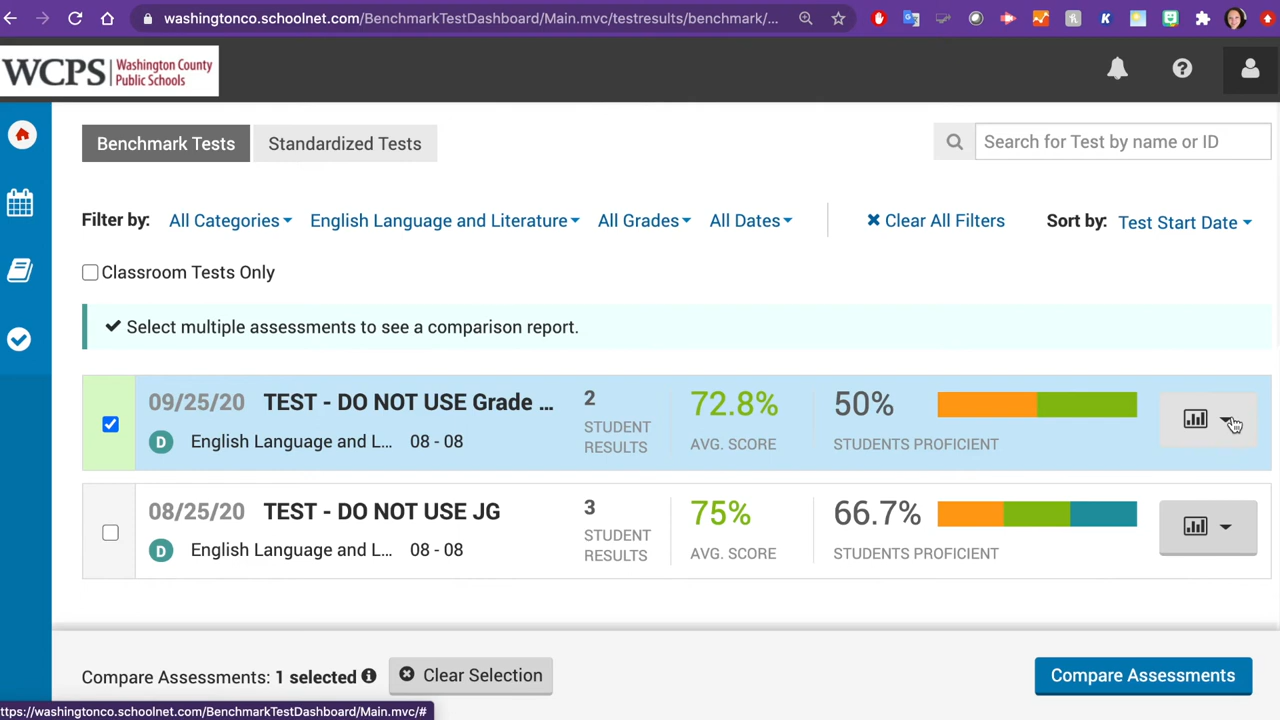 washingtonco.schoolnet.com/BenchmarkTestDashboard/Main.mvc/testresults/benchmark/...
WCPS Washington County Public Schools
Benchmark Tests
Standardized Tests
Search for Test by name or ID
Filter by: All Categories English Language and Literature All Grades All Dates Clear All Filters Sort by: Test Start Date
Classroom Tests Only
Select multiple assessments to see a comparison report.
09/25/20 TEST - DO NOT USE Grade ...
D English Language and L... 08 - 08
2
STUDENT
RESULTS
72.8%
AVG. SCORE
50%
STUDENTS PROFICIENT
08/25/20 TEST - DO NOT USE JG
D English Language and L... 08 - 08
3
STUDENT
RESULTS
75%
AVG. SCORE
66.7%
STUDENTS PROFICIENT
Compare Assessments: 1 selected Clear Selection Compare Assessments
ttps://washingtonco.schoolnet.com/BenchmarkTestDashboard/Main.mvc/#